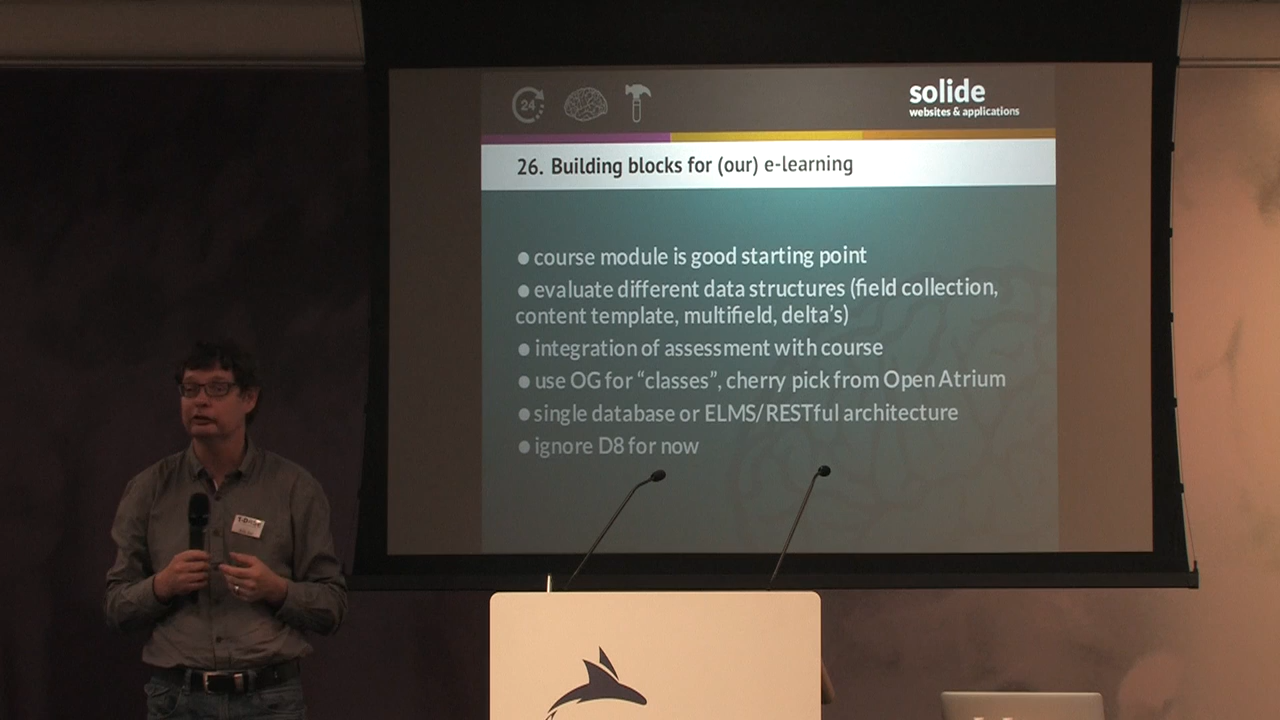 24
solide
websites & applications
26. Building blocks for (our) e-learning
● course module is good starting point
● evaluate different data structures (field collection,
content template, multifield, delta's)
● integration of assessment with course
● use OG for “classes”, cherry pick from Open Atrium
● single database or ELMS/RESTful architecture
● ignore D8 for now